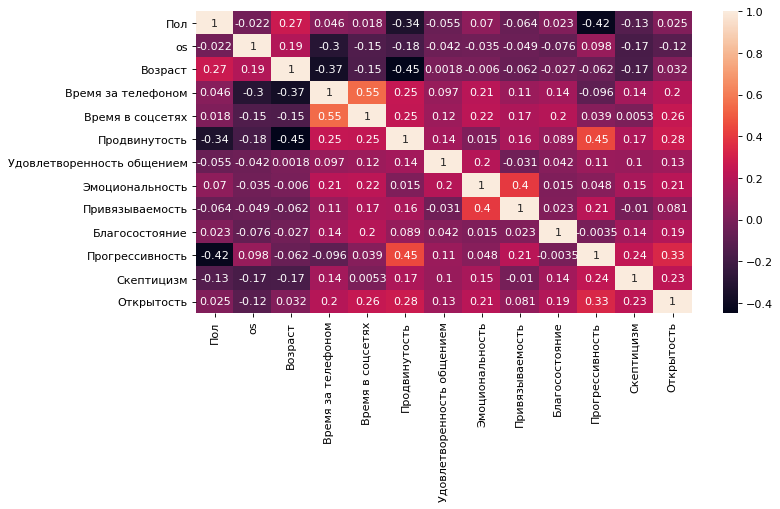 Пол 1 -0.022 0.27 0.046 0.018 -0.34 -0.055 0.07 -0.064 0.023 -0.42 -0.13 0.025
os -0.022 1 0.19 -0.3 -0.15 -0.18 -0.042 -0.035 -0.049 -0.076 0.098 -0.17 -0.12
Возраст 0.27 0.19 1 -0.37 -0.15 -0.45 0.0018 -0.006 -0.062 -0.027 -0.062 -0.17 0.032
Время за телефоном 0.046 -0.3 -0.37 1 0.55 0.25 0.097 0.21 0.11 0.14 -0.096 0.14 0.2
Время в соцсетях 0.018 -0.15 -0.15 0.55 1 0.25 0.12 0.22 0.17 0.2 0.039 0.0053 0.26
Продвинутость -0.34 -0.18 -0.45 0.25 0.25 1 0.14 0.015 0.16 0.089 0.45 0.17 0.28
Удовлетворенность общением -0.055 -0.042 0.0018 0.097 0.12 0.14 1 0.2 -0.031 0.042 0.11 0.1 0.13
Эмоциональность 0.07 -0.035 -0.006 0.21 0.22 0.015 0.2 1 0.4 0.015 0.048 0.15 0.21
Привязываемость -0.064 -0.049 -0.062 0.11 0.17 0.16 -0.031 0.4 1 0.023 0.21 -0.01 0.081
Благосостояние 0.023 -0.076 -0.027 0.14 0.2 0.089 0.042 0.015 0.023 1 -0.0035 0.14 0.19
Прогрессивность -0.42 0.098 -0.062 -0.096 0.039 0.45 0.11 0.048 0.21 -0.0035 1 0.24 0.33
Скептицизм -0.13 -0.17 -0.17 0.14 0.0053 0.17 0.1 0.15 -0.01 0.14 0.24 1 0.23
Открытость 0.025 -0.12 0.032 0.2 0.26 0.28 0.13 0.21 0.081 0.19 0.33 0.23 1
Пол
os
Возраст
Время за телефоном
Время в соцсетях
Продвинутость
Удовлетворенность общением
Эмоциональность
Привязываемость
Благосостояние
Прогрессивность
Скептицизм
Открытость
1.0
0.8
0.6
0.4
0.2
0.0
−0.2
−0.4